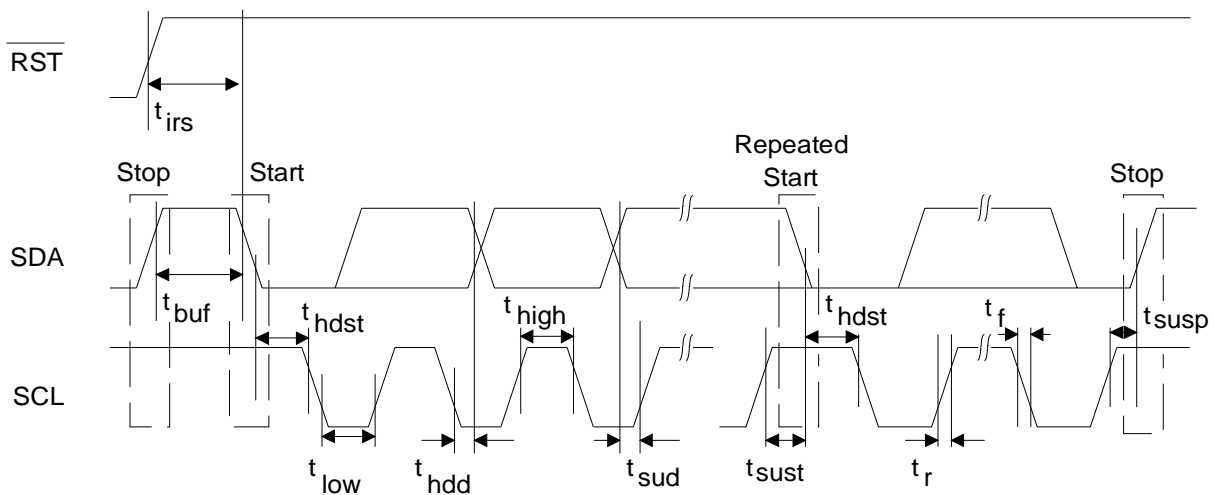 RST
t irs
Repeated
Stop
Start
Start
Stop
SDA
t buf
t hdst
t high
t hdst
t f
t susp
SCL
t low
t hdd
t sud
t sust
t r